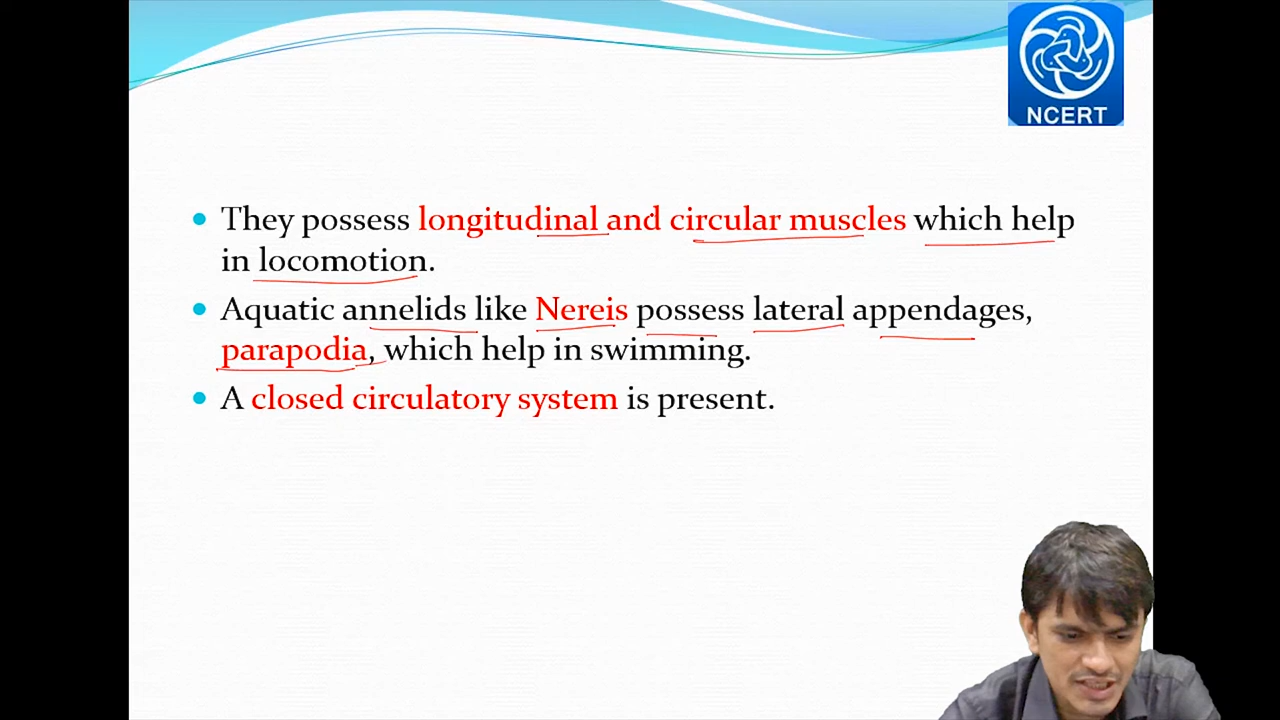 NCERT
They possess longitudinal and circular muscles which help
in locomotion.
Aquatic annelids like Nereis possess lateral appendages,
parapodia, which help in swimming.
A closed circulatory system is present.